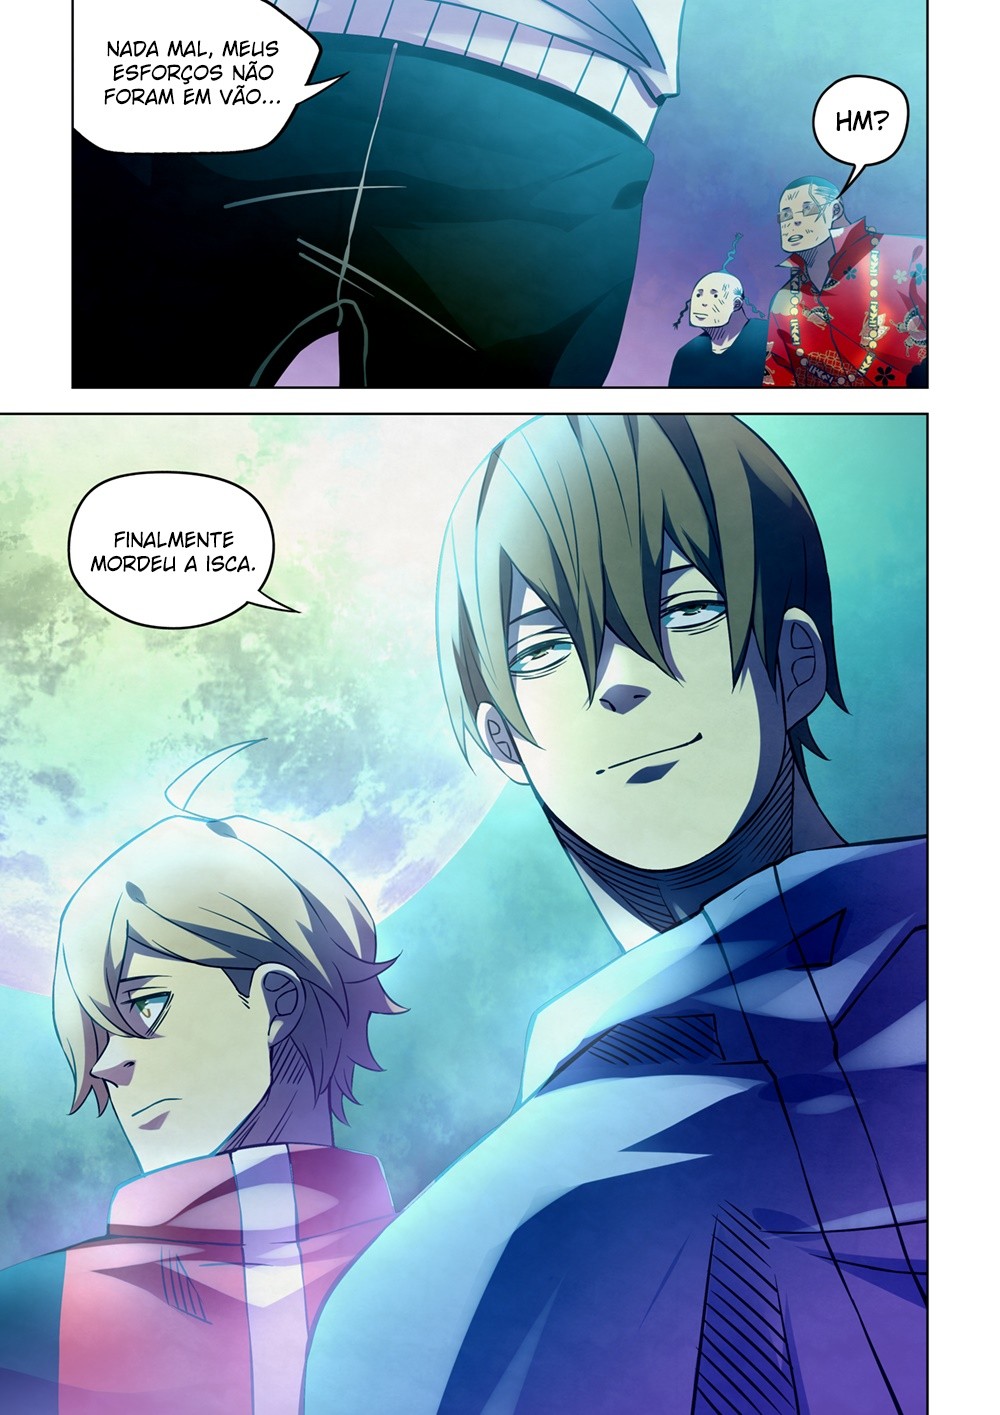 NADA MAL, MEUS
ESFORÇOS NÃO
FORAM EM VÃO...
HM?
FINALMENTE
MORDEU A ISCA.